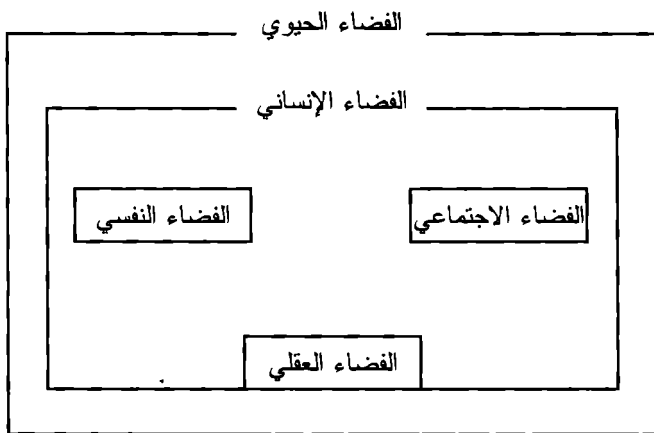 الفضاء الحيوي
الفضاء الإنساني
الفضاء الاجتماعي
الفضاء النفسي
الفضاء العقلي